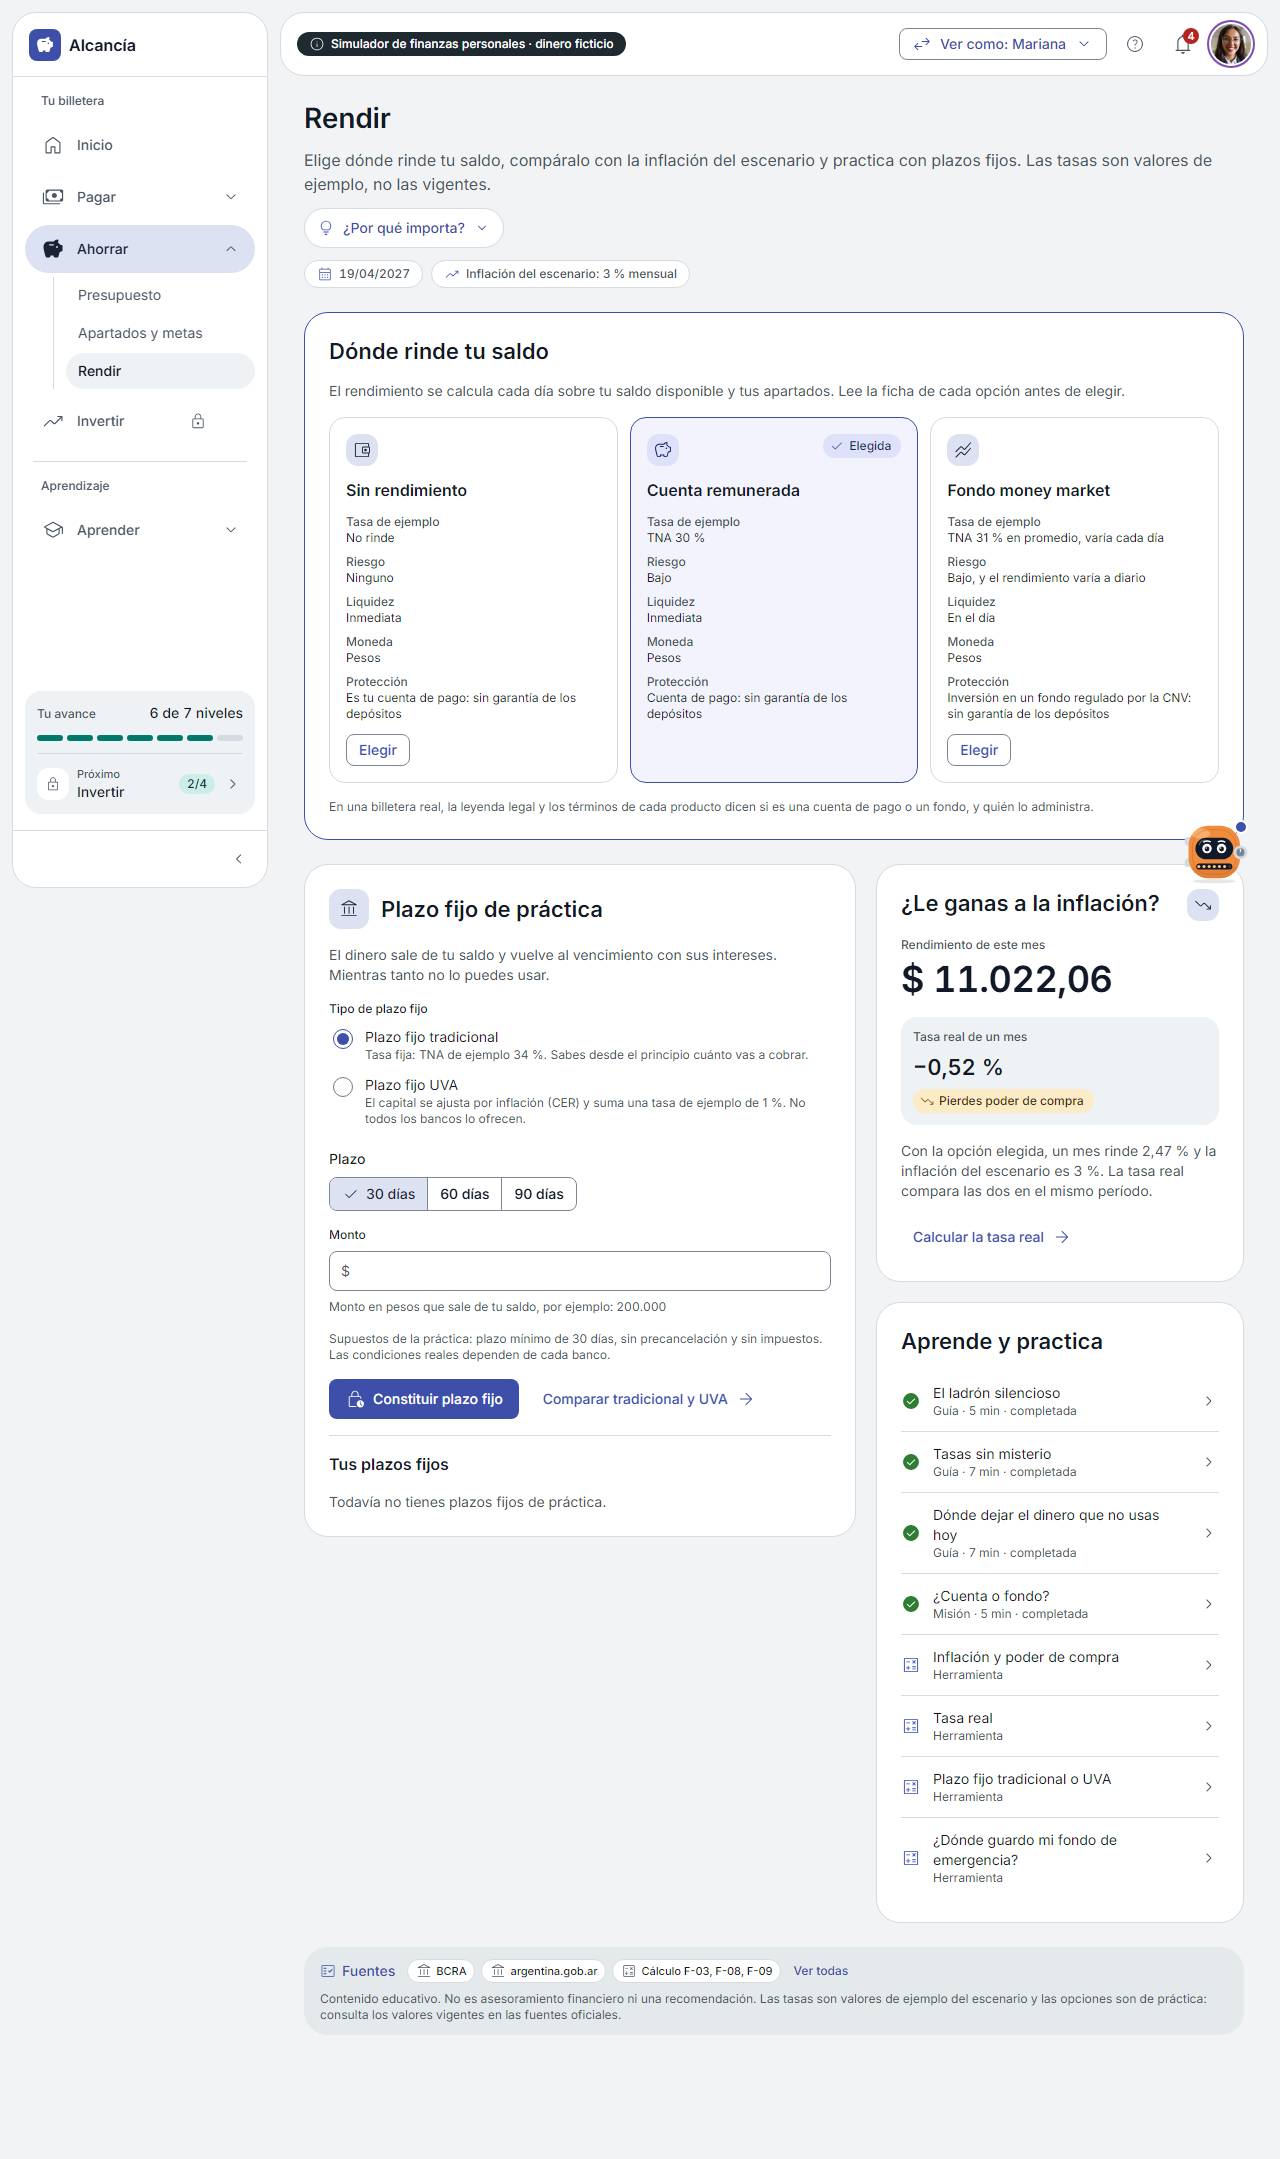 Alcancía
Simulador de finanzas personales · dinero ficticio
Ver como: Mariana
4
Tu billetera
Inicio
Pagar
Ahorrar
Presupuesto
Apartados y metas
Rendir
Invertir
Aprendizaje
Aprender
Tu avance
6 de 7 niveles
Próximo
Invertir
2/4
Rendir
Elige dónde rinde tu saldo, compáralo con la inflación del escenario y practica con plazos fijos. Las tasas son valores de
ejemplo, no las vigentes.
¿Por qué importa?
19/04/2027
Inflación del escenario: 3 % mensual
Dónde rinde tu saldo
El rendimiento se calcula cada día sobre tu saldo disponible y tus apartados. Lee la ficha de cada opción antes de elegir.
Sin rendimiento
Tasa de ejemplo
No rinde
Riesgo
Ninguno
Liquidez
Inmediata
Moneda
Pesos
Protección
Es tu cuenta de pago: sin garantía de los
depósitos
Elegir
Elegida
Cuenta remunerada
Tasa de ejemplo
TNA 30 %
Riesgo
Bajo
Liquidez
Inmediata
Moneda
Pesos
Protección
Cuenta de pago: sin garantía de los
depósitos
Fondo money market
Tasa de ejemplo
TNA 31 % en promedio, varía cada día
Riesgo
Bajo, y el rendimiento varía a diario
Liquidez
En el día
Moneda
Pesos
Protección
Inversión en un fondo regulado por la CNV:
sin garantía de los depósitos
Elegir
En una billetera real, la leyenda legal y los términos de cada producto dicen si es una cuenta de pago o un fondo, y quién lo administra.
Plazo fijo de práctica
El dinero sale de tu saldo y vuelve al vencimiento con sus intereses.
Mientras tanto no lo puedes usar.
Tipo de plazo fijo
Plazo fijo tradicional
Tasa fija: TNA de ejemplo 34 %. Sabes desde el principio cuánto vas a cobrar.
Plazo fijo UVA
El capital se ajusta por inflación (CER) y suma una tasa de ejemplo de 1 %. No
todos los bancos lo ofrecen.
Plazo
30 días
60 días
90 días
Monto
$
Monto en pesos que sale de tu saldo, por ejemplo: 200.000
Supuestos de la práctica: plazo mínimo de 30 días, sin precancelación y sin impuestos.
Las condiciones reales dependen de cada banco.
Constituir plazo fijo
Comparar tradicional y UVA
Tus plazos fijos
Todavía no tienes plazos fijos de práctica.
¿Le ganas a la inflación?
Rendimiento de este mes
$ 11.022,06
Tasa real de un mes
−0,52 %
Pierdes poder de compra
Con la opción elegida, un mes rinde 2,47 % y la
inflación del escenario es 3 %. La tasa real
compara las dos en el mismo período.
Calcular la tasa real
Aprende y practica
El ladrón silencioso
Guía · 5 min · completada
Tasas sin misterio
Guía · 7 min · completada
Dónde dejar el dinero que no usas
hoy
Guía · 7 min · completada
¿Cuenta o fondo?
Misión · 5 min · completada
Inflación y poder de compra
Herramienta
Tasa real
Herramienta
Plazo fijo tradicional o UVA
Herramienta
¿Dónde guardo mi fondo de
emergencia?
Herramienta
Fuentes
BCRA
argentina.gob.ar
Cálculo F-03, F-08, F-09
Ver todas
Contenido educativo. No es asesoramiento financiero ni una recomendación. Las tasas son valores de ejemplo del escenario y las opciones son de práctica:
consulta los valores vigentes en las fuentes oficiales.